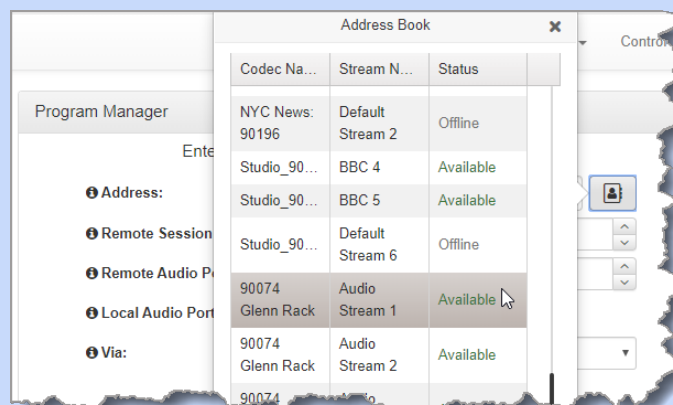 Address Book
Control
Codec Na... Stream N... Status
Program Manager
NYC News: Default
90196 Stream 2 Offline
Ente
Studio_90... BBC 4 Available
Address:
Studio_90... BBC 5 Available
Remote Session
Studio_90... Default
Stream 6 Offline
Remote Audio Po
90074 Audio
Glenn Rack Stream 1 Available
Local Audio Port
90074 Audio
Glenn Rack Stream 2 Available
Via:
90074 Audio